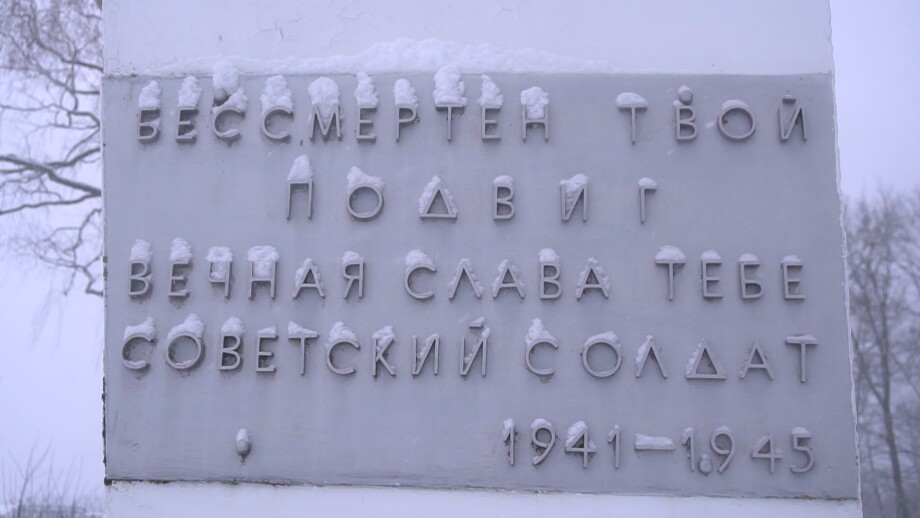 БЕССМЕРТЕН ТВОЙ
ПОДВИГ
ВЕЧНАЯ СЛАВА ТЕБЕ
СОВЕТСКИЙ СОЛДАТ
1941-1945